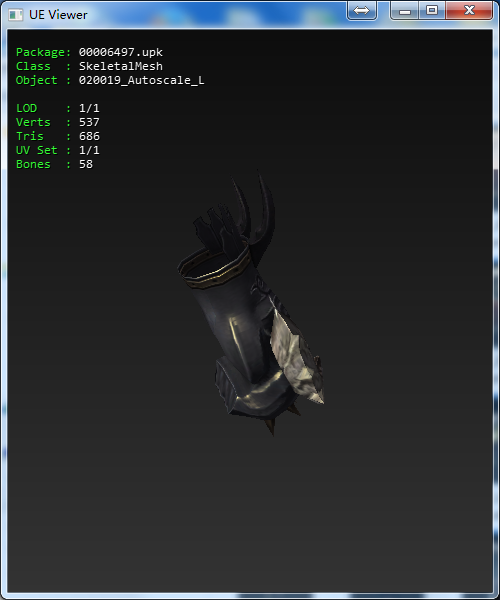 UE Viewer
Package: 00006497.upk
Class : SkeletalMesh
Object : 020019_Autoscale_L
LOD : 1/1
Verts : 537
Tris : 686
UV Set : 1/1
Bones : 58